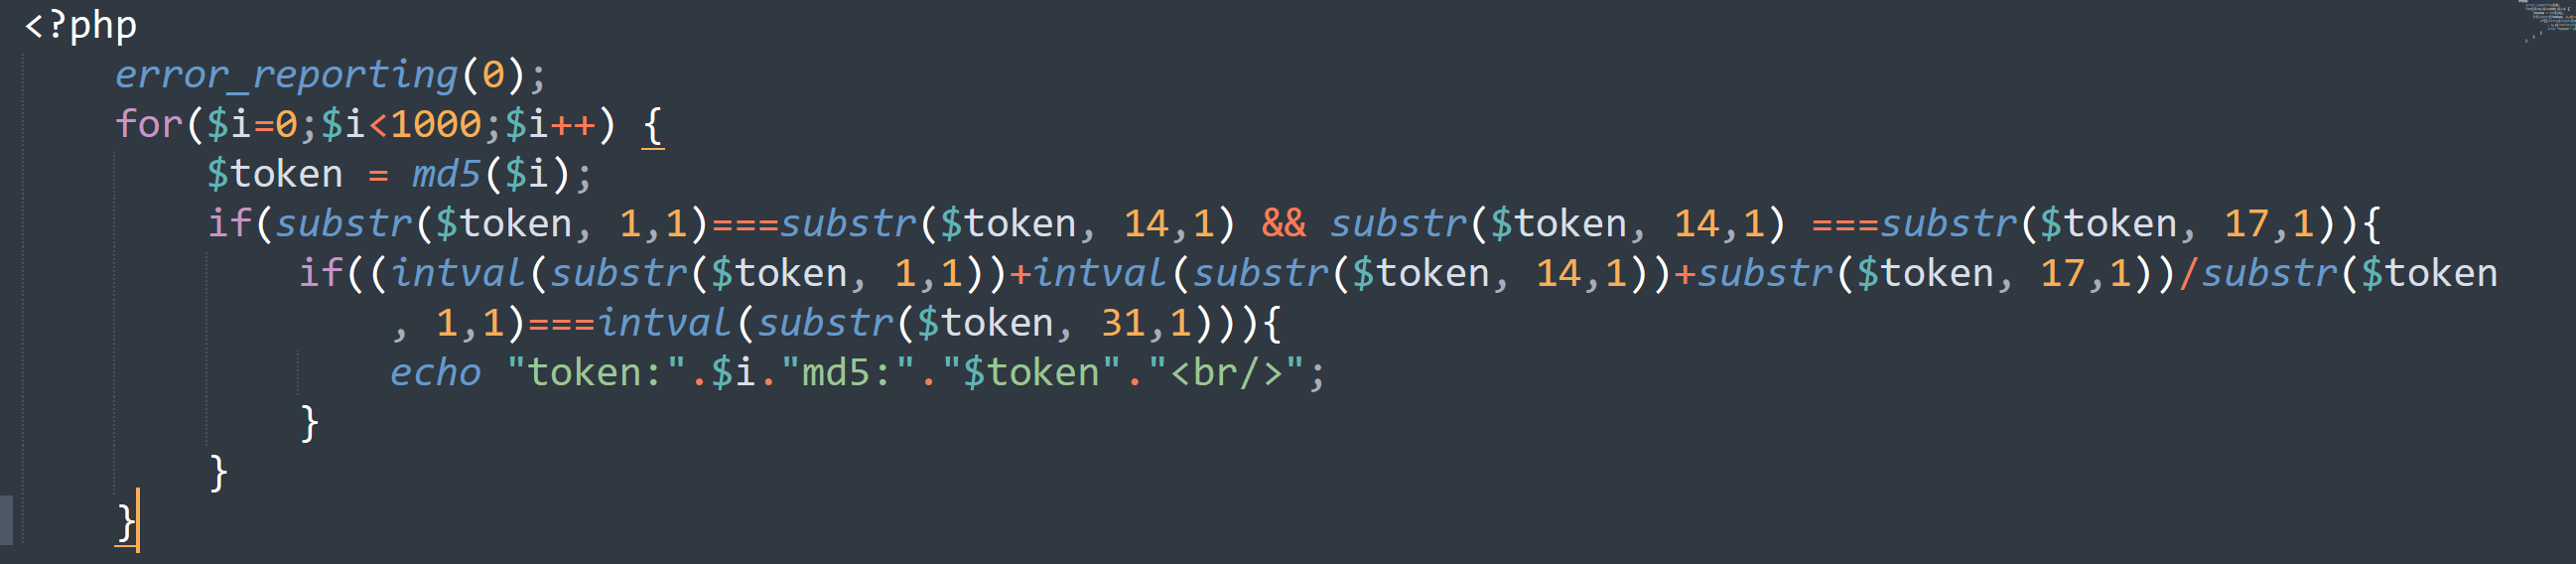 <?php
error_reporting(0);
for($i=0;$i<1000;$i++) {
$token = md5($i);
if(substr($token, 1,1)===substr($token, 14,1) && substr($token, 14,1) ===substr($token, 17,1)){
if((intval(substr($token, 1,1))+intval(substr($token, 14,1))+substr($token, 17,1))/substr($token
, 1,1)===intval(substr($token, 31,1))){
echo "token:".$i."md5:"."$token"."<br/>";
}
}
}